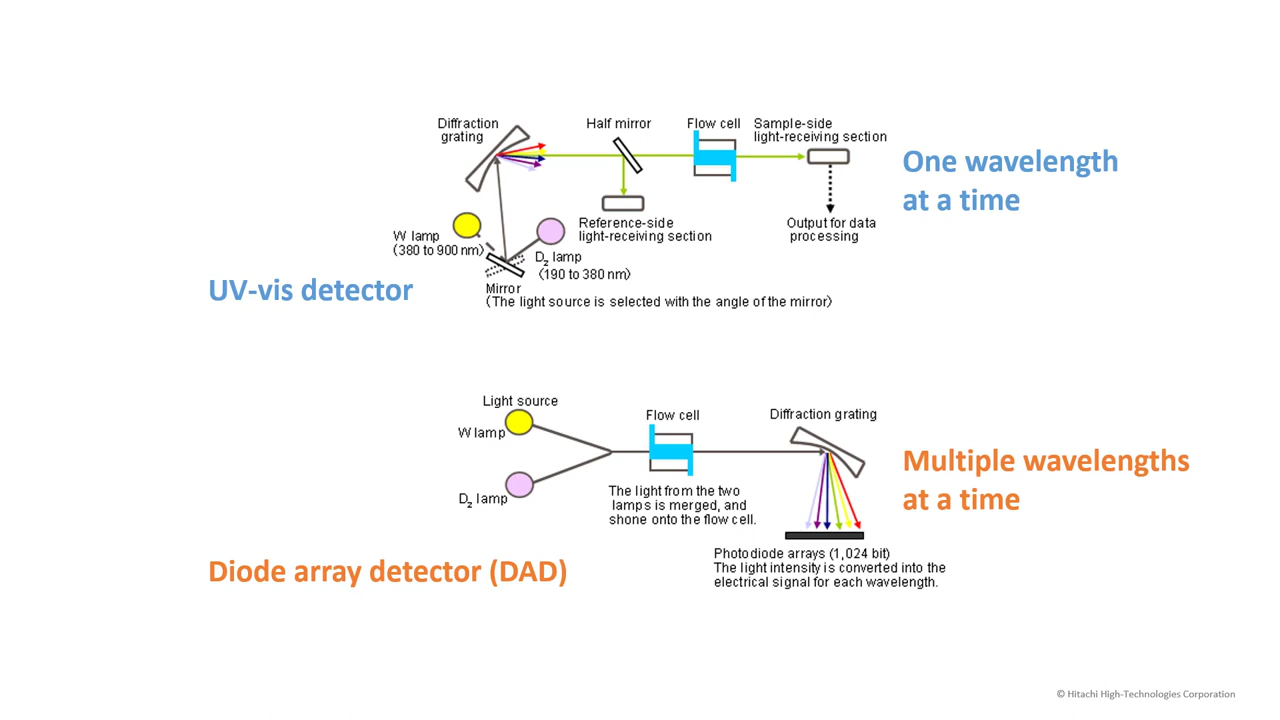 Diffraction
grating
Half mirror
Flow cell
Sample-side
light-receiving section
One wavelength
at a time
Reference-side
light-receiving section
Output for data
processing
W lamp
(380 to 900 nm)
D2 lamp
(190 to 380 nm)
Mirror
(The light source is selected with the angle of the mirror)
UV-vis detector
Light source
W lamp
D2 lamp
Flow cell
Diffraction grating
The light from the two
lamps is merged, and
shone onto the flow cell.
Multiple wavelengths
at a time
Photodiode arrays (1,024 bit)
The light intensity is converted into the
electrical signal for each wavelength.
Diode array detector (DAD)
© Hitachi High-Technologies Corporation